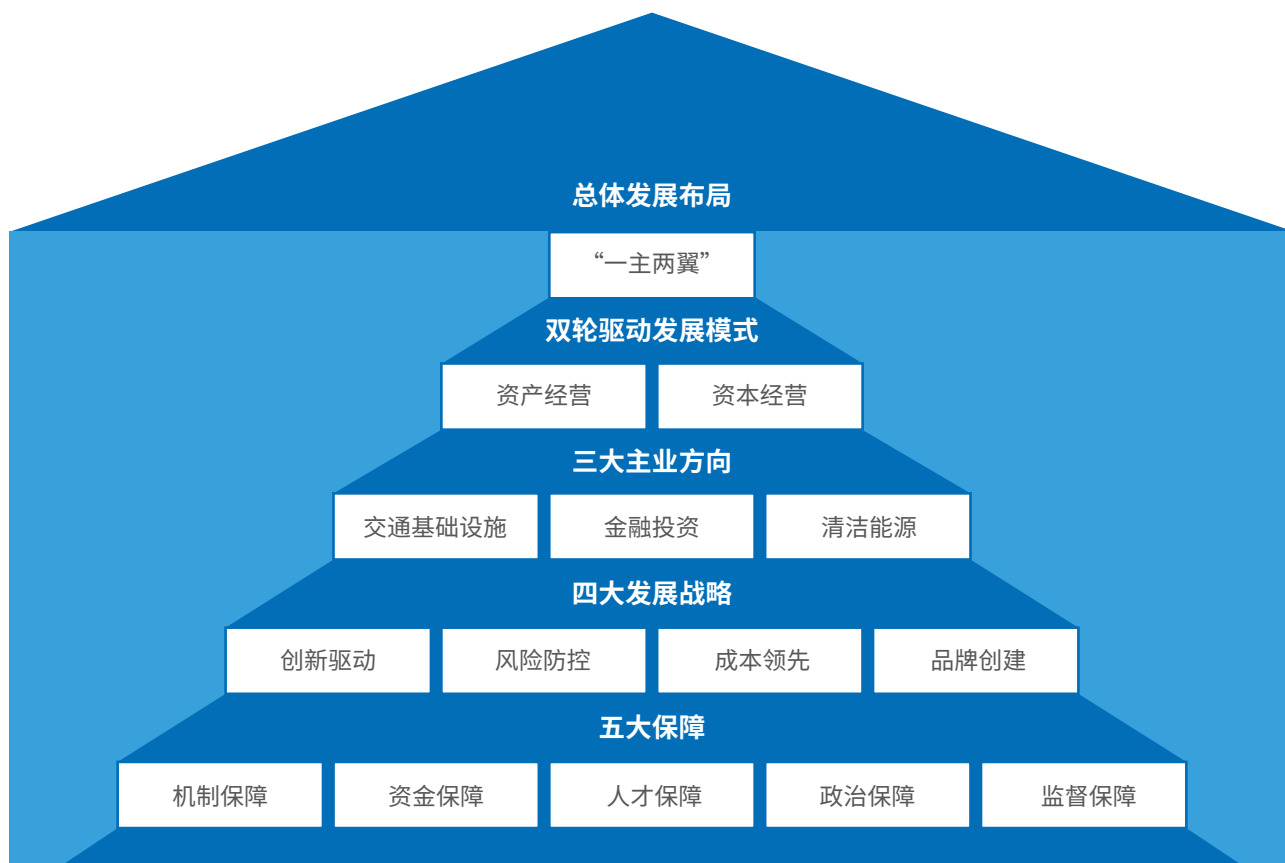 总体发展布局
“一主两翼”
双轮驱动发展模式
资产经营 资本经营
三大主业方向
交通基础设施 金融投资 清洁能源
四大发展战略
创新驱动 风险防控 成本领先 品牌创建
五大保障
机制保障 资金保障 人才保障 政治保障 监督保障